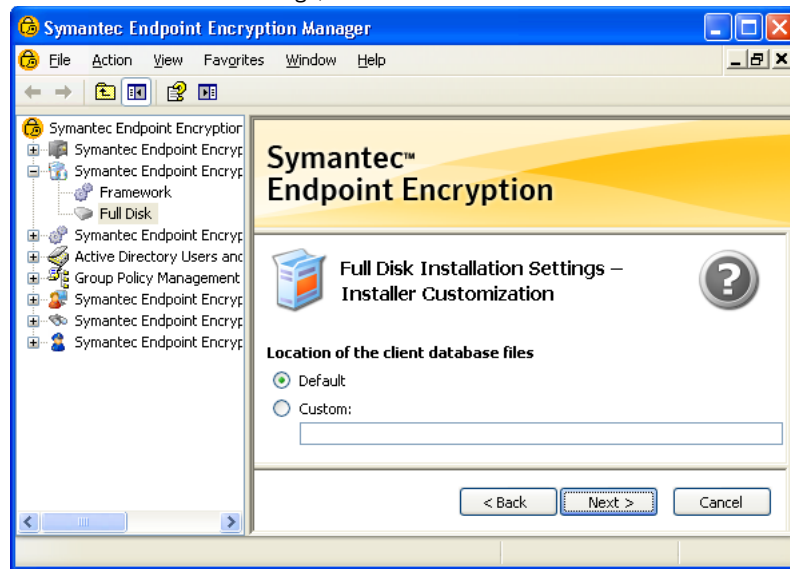 Symantec Endpoint Encryption Manager
File Action View Favorites Window Help
Symantec Endpoint Encryption
Symantec Endpoint Encryp
Symantec Endpoint Encryp
Framework
Full Disk
Symantec Endpoint Encryp
Active Directory Users and
Group Policy Management
Symantec Endpoint Encryp
Symantec Endpoint Encryp
Symantec Endpoint Encryp
Symantec™
Endpoint Encryption
Full Disk Installation Settings –
Installer Customization
Location of the client database files
Default
Custom:
< Back Next > Cancel